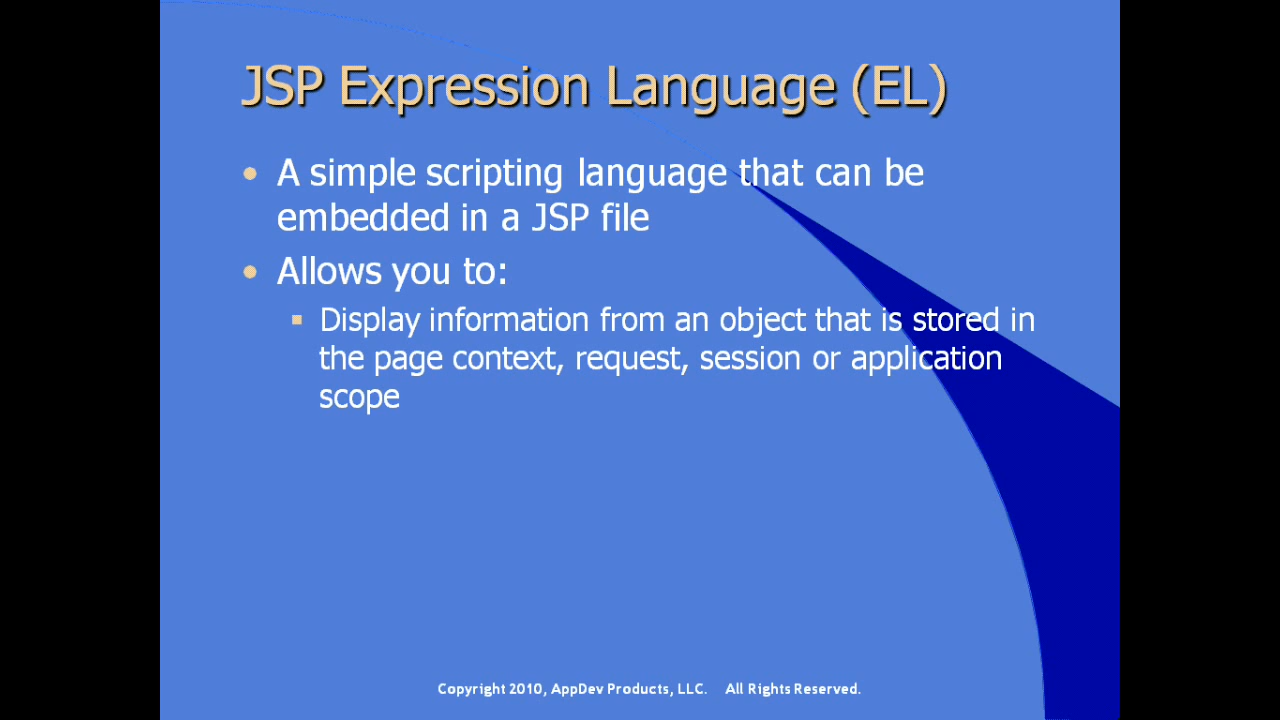 JSP Expression Language (EL)
• A simple scripting language that can be
embedded in a JSP file
• Allows you to:
▪ Display information from an object that is stored in
the page context, request, session or application
scope
Copyright 2010, AppDev Products, LLC. All Rights Reserved.